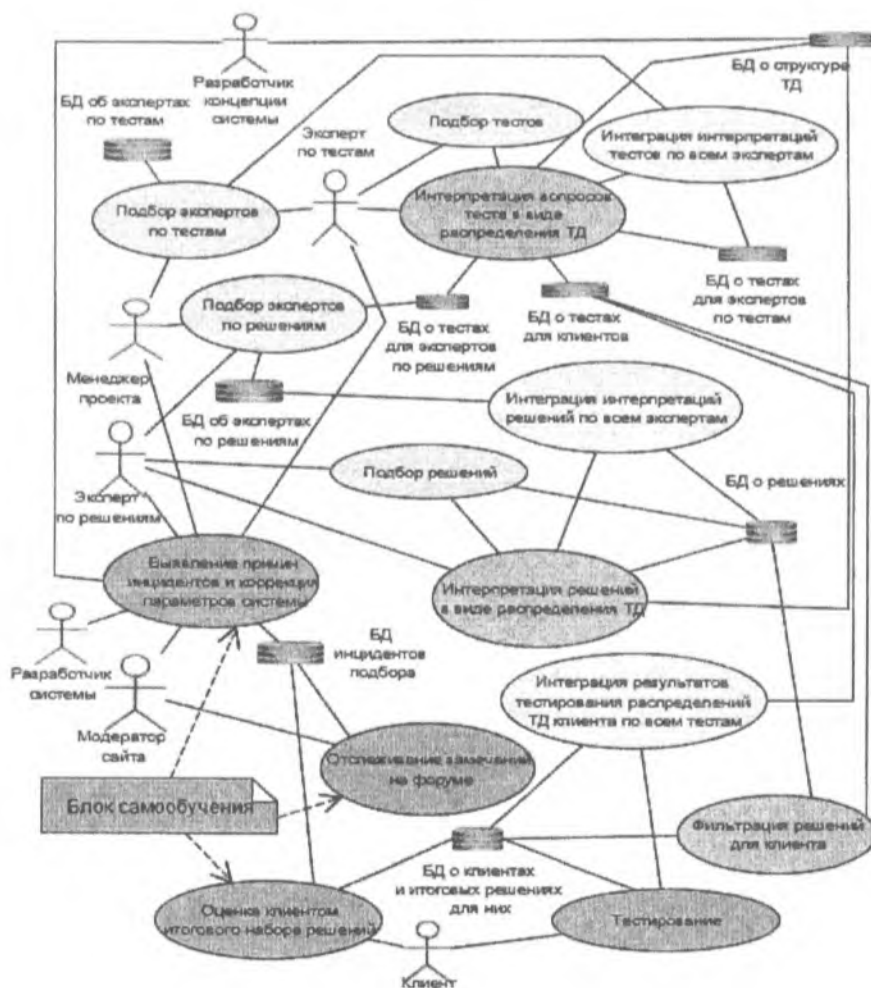 Разработчик
концепции
системы
БД о структуре
ТД
БД об экспертах
по тестам
Эксперт
по тестам
Подбор тестов
Интеграция интерпретаций
тестов по всем экспертам
Подбор экспертов
по тестам
Интерпретация вопросов
теста в виде
распределения ТД
БД о тестах
для экспертов
по тестам
Подбор экспертов
по решениям
БД о тестах
для экспертов
по решениям
БД о тестах
для клиентов
Менеджер
проекта
БД об экспертах
по решениям
Интеграция интерпретаций
решений по всем экспертам
Эксперт
по решениям
Подбор решений
БД о решениях
Выявление причин
инцидентов и коррекция
параметров системы
Интерпретация решений
в виде распределения ТД
Разработчик
системы
БД
инцидентов
подбора
Модератор
сайта
Интеграция результатов
тестирования распределений
ТД клиента по всем тестам
Отслеживание замечаний
на форуме
Блок самообучения
Фильтрация решений
для клиента
БД о клиентах
и итоговых решениях
для них
Оценка клиентом
итогового набора решений
Тестирование
Клиент